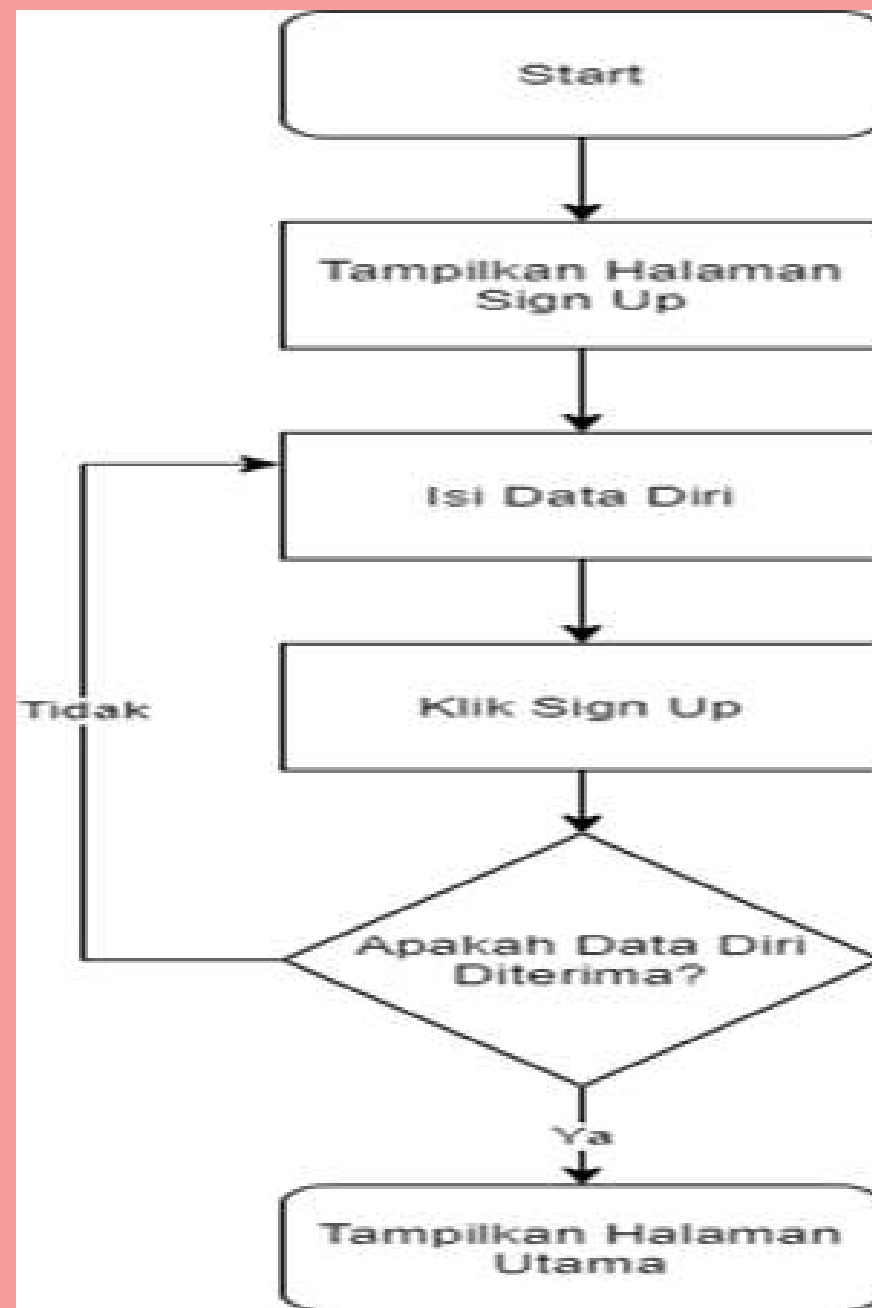 Start
Tampilkan Halaman
Sign Up
Isi Data Diri
Klik Sign Up
Tidak
Apakah Data Diri
Diterima?
Ya
Tampilkan Halaman
Utama